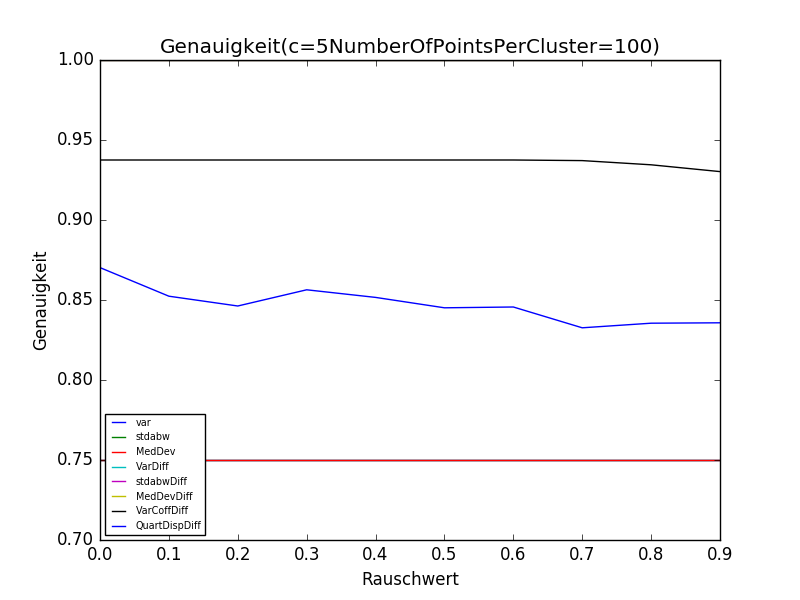 Genauigkeit(c=5NumberOfPointsPerCluster=100)
1.00
0.95
0.90
0.85
0.80
0.75
0.70
Genauigkeit
var
stdabw
MedDev
VarDiff
stdabwDiff
MedDevDiff
VarCoffDiff
QuartDispDiff
0.0 0.1 0.2 0.3 0.4 0.5 0.6 0.7 0.8 0.9
Rauschwert